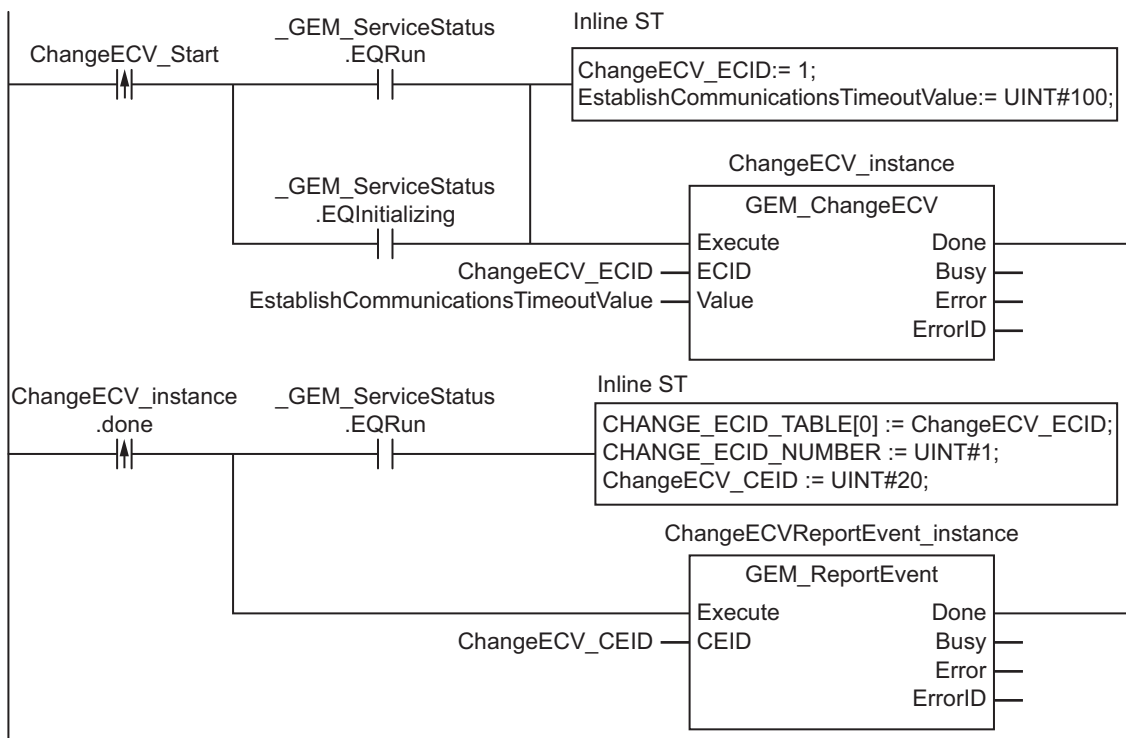 Inline ST
_GEM_ServiceStatus
.EQRun
ChangeECV_Start
ChangeECV_ECID:= 1;
EstablishCommunicationsTimeoutValue:= UINT#100;
_GEM_ServiceStatus
.EQInitializing
ChangeECV_instance
GEM_ChangeECV
Execute Done
ChangeECV_ECID ECID Busy
EstablishCommunicationsTimeoutValue Value Error
ErrorID
Inline ST
ChangeECV_instance
.done
_GEM_ServiceStatus
.EQRun
CHANGE_ECID_TABLE[0] := ChangeECV_ECID;
CHANGE_ECID_NUMBER := UINT#1;
ChangeECV_CEID := UINT#20;
ChangeECVReportEvent_instance
GEM_ReportEvent
Execute Done
ChangeECV_CEID CEID Busy
Error
ErrorID